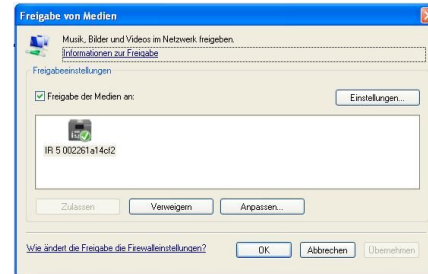 Freigabe von Medien
Musik, Bilder und Videos im Netzwerk freigeben.
Informationen zur Freigabe
Freigabeeinstellungen
Freigabe der Medien an:
Einstellungen...
IR 5 002261a14cf2
Zulassen
Verweigern
Anpassen...
Wie ändert die Freigabe die Firewalleinstellungen?
OK
Abbrechen
Übernehmen